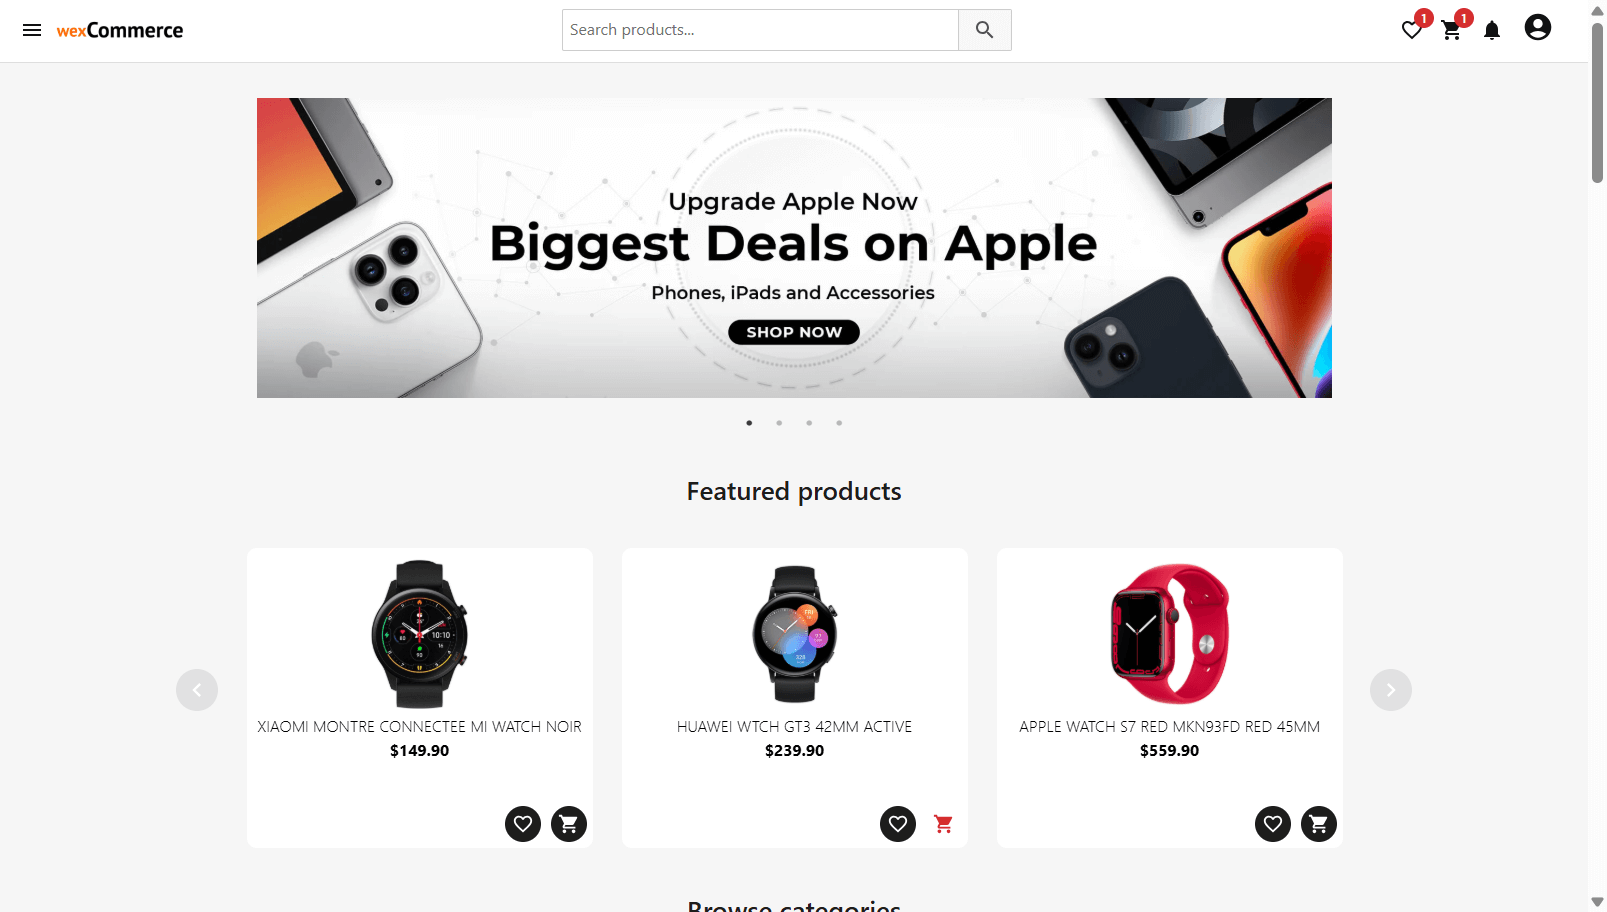 wexCommerce
Search products...
1
1
Upgrade Apple Now
Biggest Deals on Apple
Phones, iPads and Accessories
SHOP NOW
Featured products
XIAOMI MONTRE CONNECTEE MI WATCH NOIR
$149.90
HUAWEI WTCH GT3 42MM ACTIVE
$239.90
APPLE WATCH S7 RED MKN93FD RED 45MM
$559.90
Browse categories